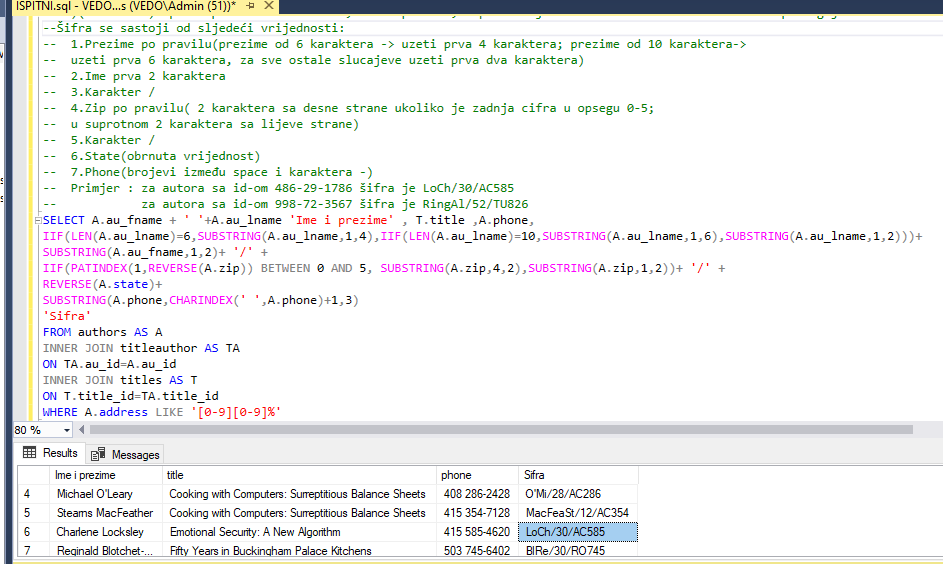 ISPITNI.sql - VEDO...s (VEDO\Admin (51))*
--Šifra se sastoji od sljedeći vrijednosti:
-- 1.Prezime po pravilu(prezime od 6 karaktera -> uzeti prva 4 karaktera; prezime od 10 karaktera->
-- uzeti prva 6 karaktera, za sve ostale slucajeve uzeti prva dva karaktera)
-- 2.Ime prva 2 karaktera
-- 3.Karakter /
-- 4.Zip po pravilu( 2 karaktera sa desne strane ukoliko je zadnja cifra u opsegu 0-5;
-- u suprotnom 2 karaktera sa lijeve strane)
-- 5.Karakter /
-- 6.State(obrnuta vrijednost)
-- 7.Phone(brojevi između space i karaktera -)
-- Primjer : za autora sa id-om 486-29-1786 šifra je LoCh/30/AC585
-- za autora sa id-om 998-72-3567 šifra je RingAl/52/TU826
SELECT A.au_fname + ' '+A.au_lname 'Ime i prezime' , T.title ,A.phone,
IIF(LEN(A.au_lname)=6,SUBSTRING(A.au_lname,1,4),IIF(LEN(A.au_lname)=10,SUBSTRING(A.au_lname,1,6),SUBSTRING(A.au_lname,1,2)))+
SUBSTRING(A.au_fname,1,2)+ '/' +
IIF(PATINDEX(1,REVERSE(A.zip)) BETWEEN 0 AND 5, SUBSTRING(A.zip,4,2),SUBSTRING(A.zip,1,2))+ '/' +
REVERSE(A.state)+
SUBSTRING(A.phone,CHARINDEX(' ',A.phone)+1,3)
'Sifra'
FROM authors AS A
INNER JOIN titleauthor AS TA
ON TA.au_id=A.au_id
INNER JOIN titles AS T
ON T.title_id=TA.title_id
WHERE A.address LIKE '[0-9][0-9]%'
80 %
Results Messages
Ime i prezime title phone Sifra
4 Michael O'Leary Cooking with Computers: Surreptitious Balance Sheets 408 286-2428 O'Mi/28/AC286
5 Stearns MacFeather Cooking with Computers: Surreptitious Balance Sheets 415 354-7128 MacFeaSt/12/AC354
6 Charlene Locksley Emotional Security: A New Algorithm 415 585-4620 LoCh/30/AC585
7 Reginald Blotchet-... Fifty Years in Buckingham Palace Kitchens 503 745-6402 BlRe/30/RO745